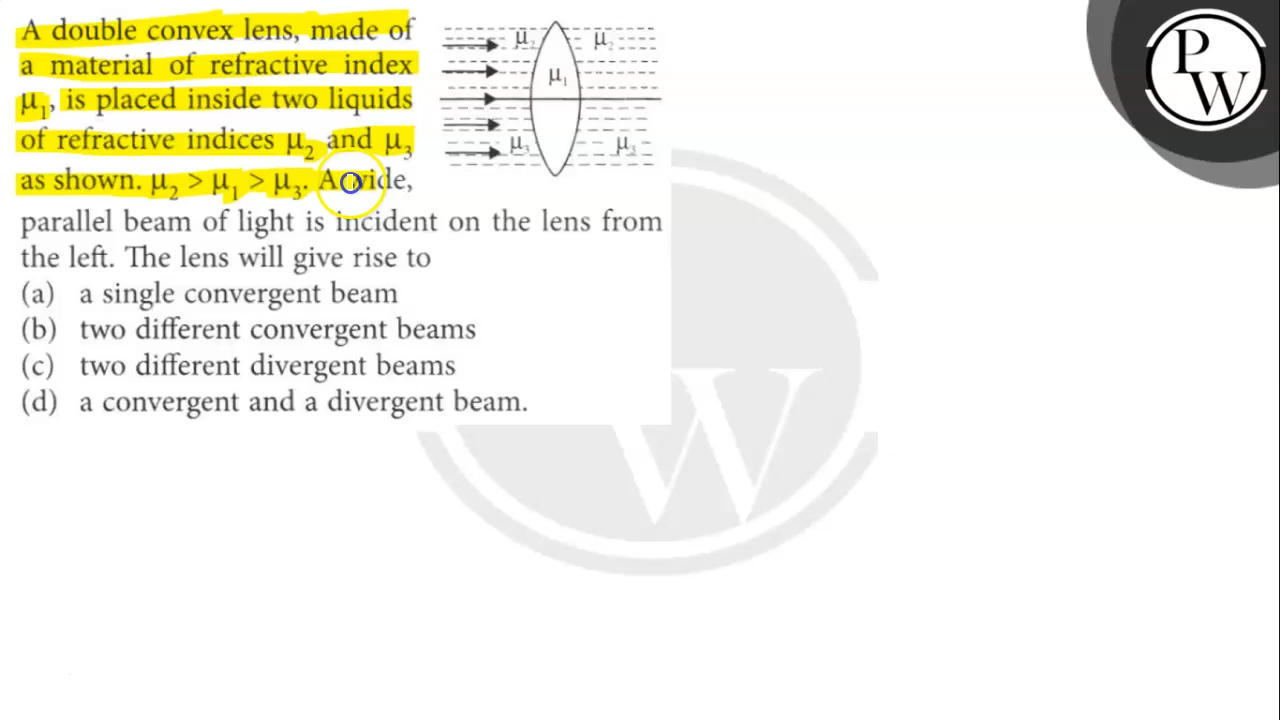 A double convex lens, made of
a material of refractive index
μ₁, is placed inside two liquids
of refractive indices μ₂ and μ₃
as shown. μ₂ > μ₁ > μ₃. A wide,
parallel beam of light is incident on the lens from
the left. The lens will give rise to
(a) a single convergent beam
(b) two different convergent beams
(c) two different divergent beams
(d) a convergent and a divergent beam.
μ₂ μ₂
μ₁
μ₃ μ₃
P
W
W